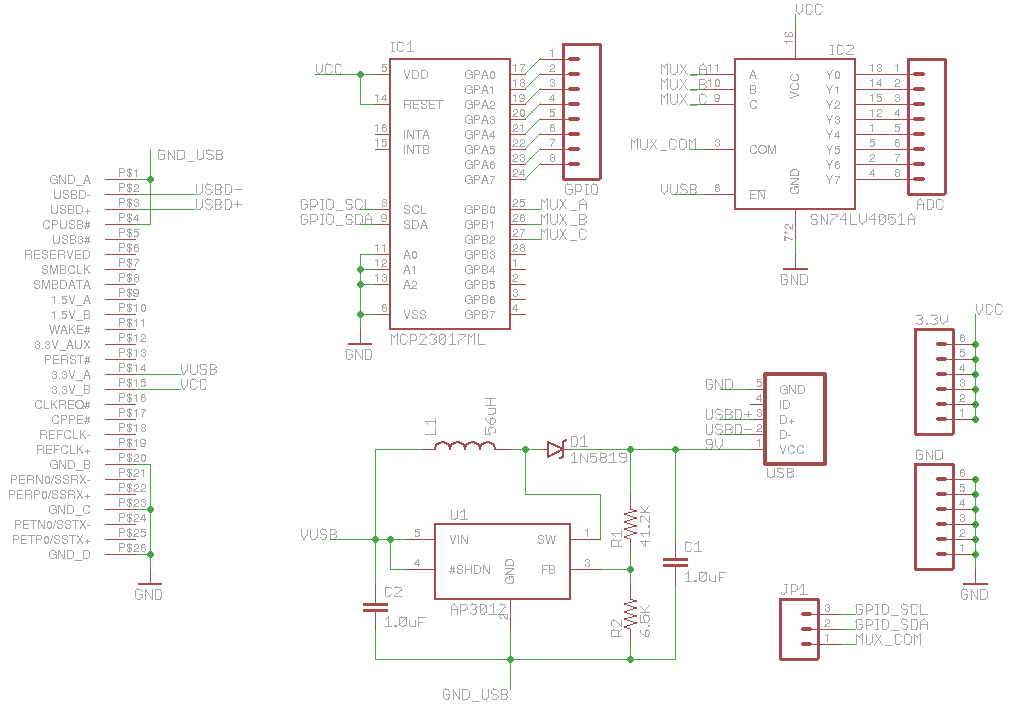 GND_USB
GND_A P$1
USBD- P$2 USBD-
USBD+ P$3 USBD+
CPUSB# P$4
USB3# P$5
RESERVED P$6
SMBCLK P$7
SMBDATA P$8
1.5V_A P$9
1.5V_B P$10
WAKE# P$11
3.3V_AUX P$12
PERST# P$13
3.3V_A P$14 VUSB
3.3V_B P$15 VCC
CLKREQ# P$16
CPPE# P$17
REFCLK- P$18
REFCLK+ P$19
GND_B P$20
PERN0/SSRX- P$21
PERP0/SSRX+ P$22
GND_C P$23
PETN0/SSTX- P$24
PETP0/SSTX+ P$25
GND_D P$26
GND
IC1
VCC 5 VDD GPA0 17 1
GPA1 18 2
14 RESET GPA2 19 3
GPA3 20 4
16 INTA GPA4 21 5
15 INTB GPA5 22 6
GPA6 23 7
GPA7 24 8
GPIO
GPIO_SCL 8 SCL GPB0 25 MUX_A
GPIO_SDA 9 SDA GPB1 26 MUX_B
GPB2 27 MUX_C
11 A0 GPB3 28
12 A1 GPB4 1
13 A2 GPB5 2
GPB6 3
6 VSS GPB7 4
MCP23017ML
GND
VCC
16
IC2
MUX_A 11 A VCC Y0 13 1
MUX_B 10 B Y1 14 2
MUX_C 9 C Y2 15 3
Y3 12 4
Y4 1 5
MUX_COM 3 COM Y5 5 6
Y6 2 7
VUSB 6 EN GND Y7 4 8
SN74LV4051A
ADC
7*2
GND
3.3V
VCC
6
5
4
3
2
1
GND
6
5
4
3
2
1
GND
GND 5 GND
4 ID
USBD+ 3 D+
USBD- 2 D-
9V 1 VCC
USB
L1
56uH
D1
1N5819
U1
VUSB 5 VIN SW 1
4 #SHDN GND FB 3
AP3012
2
R1
41.2K
R2
6.5K
C1
1.0uF
C2
1.0uF
GND_USB
JP1
3 GPIO_SCL
2 GPIO_SDA
1 MUX_COM